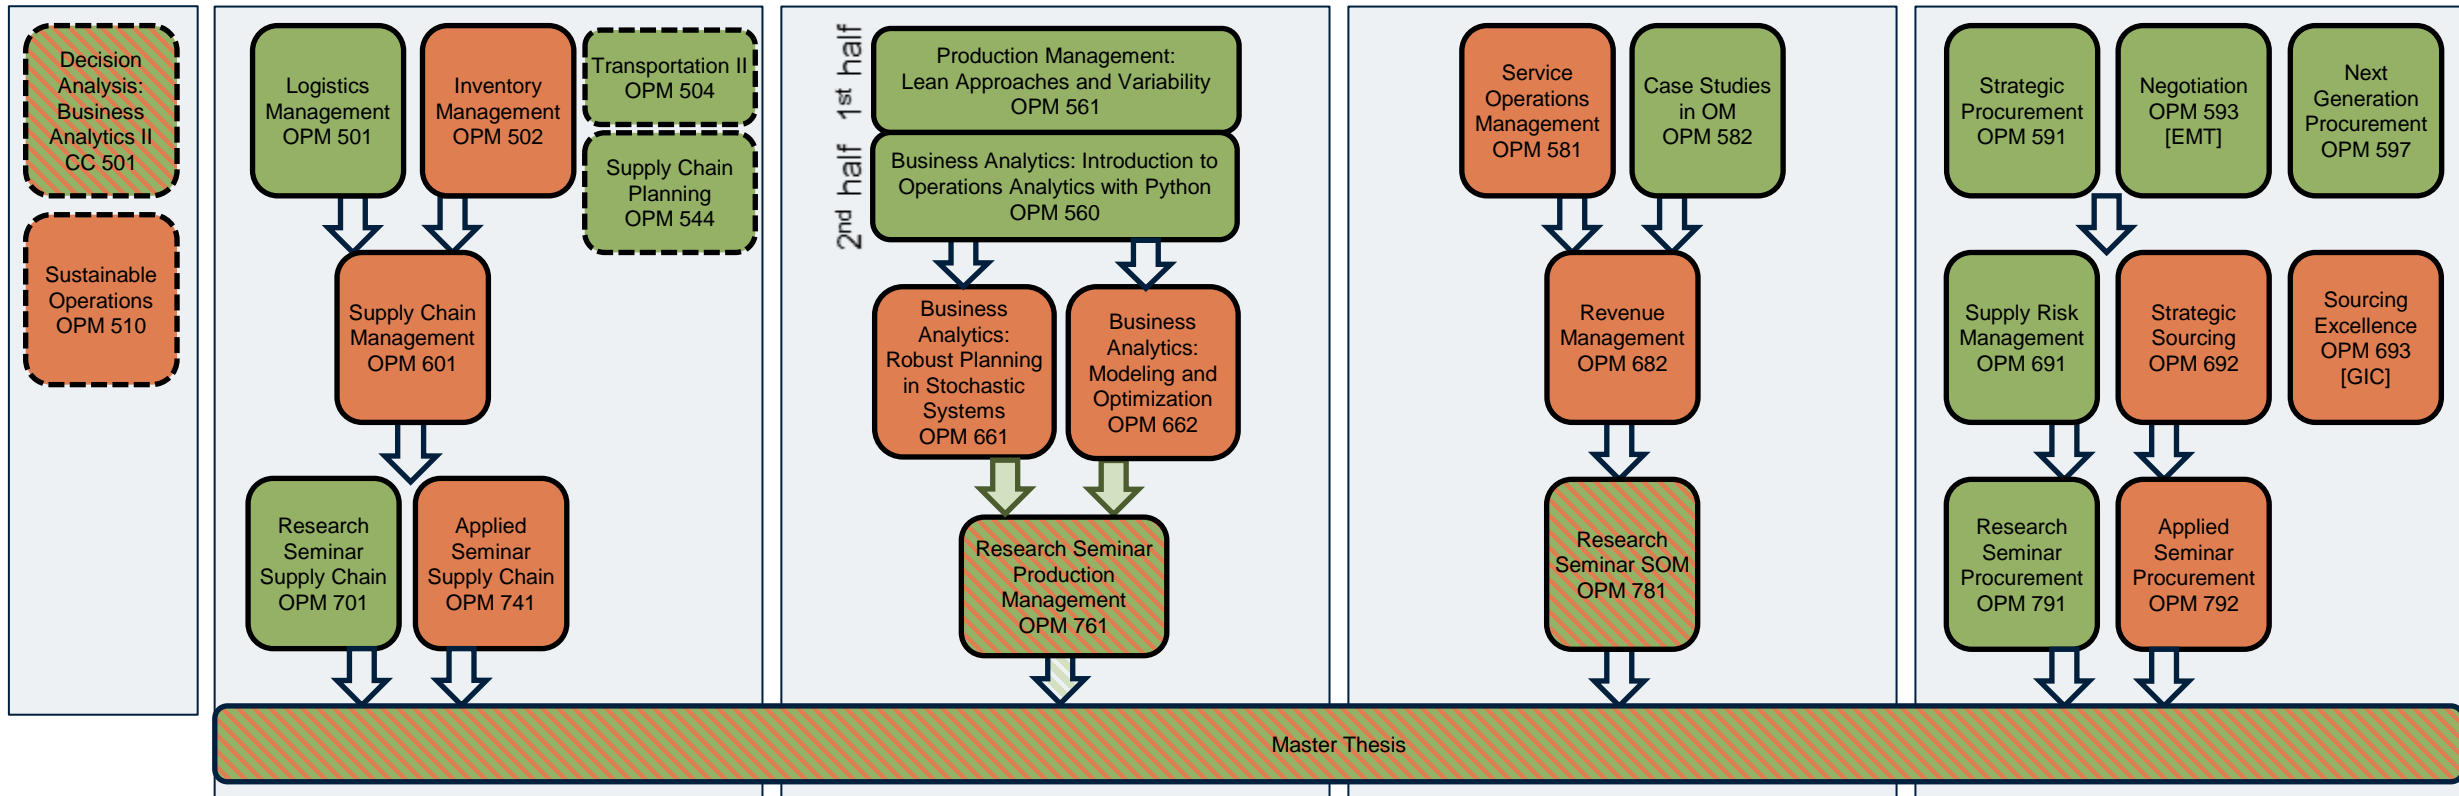 Decision
Analysis:
Business
Analytics II
CC 501
Sustainable
Operations
OPM 510
Logistics
Management
OPM 501
Inventory
Management
OPM 502
Transportation II
OPM 504
Supply Chain
Planning
OPM 544
Supply Chain
Management
OPM 601
Research
Seminar
Supply Chain
OPM 701
Applied
Seminar
Supply Chain
OPM 741
1st half
2nd half
Production Management:
Lean Approaches and Variability
OPM 561
Business Analytics: Introduction to
Operations Analytics with Python
OPM 560
Business
Analytics:
Robust Planning
in Stochastic
Systems
OPM 661
Business
Analytics:
Modeling and
Optimization
OPM 662
Research Seminar
Production
Management
OPM 761
Service
Operations
Management
OPM 581
Case Studies
in OM
OPM 582
Revenue
Management
OPM 682
Research
Seminar SOM
OPM 781
Strategic
Procurement
OPM 591
Negotiation
OPM 593
[EMT]
Next
Generation
Procurement
OPM 597
Supply Risk
Management
OPM 691
Strategic
Sourcing
OPM 692
Sourcing
Excellence
OPM 693
[GIC]
Research
Seminar
Procurement
OPM 791
Applied
Seminar
Procurement
OPM 792
Master Thesis